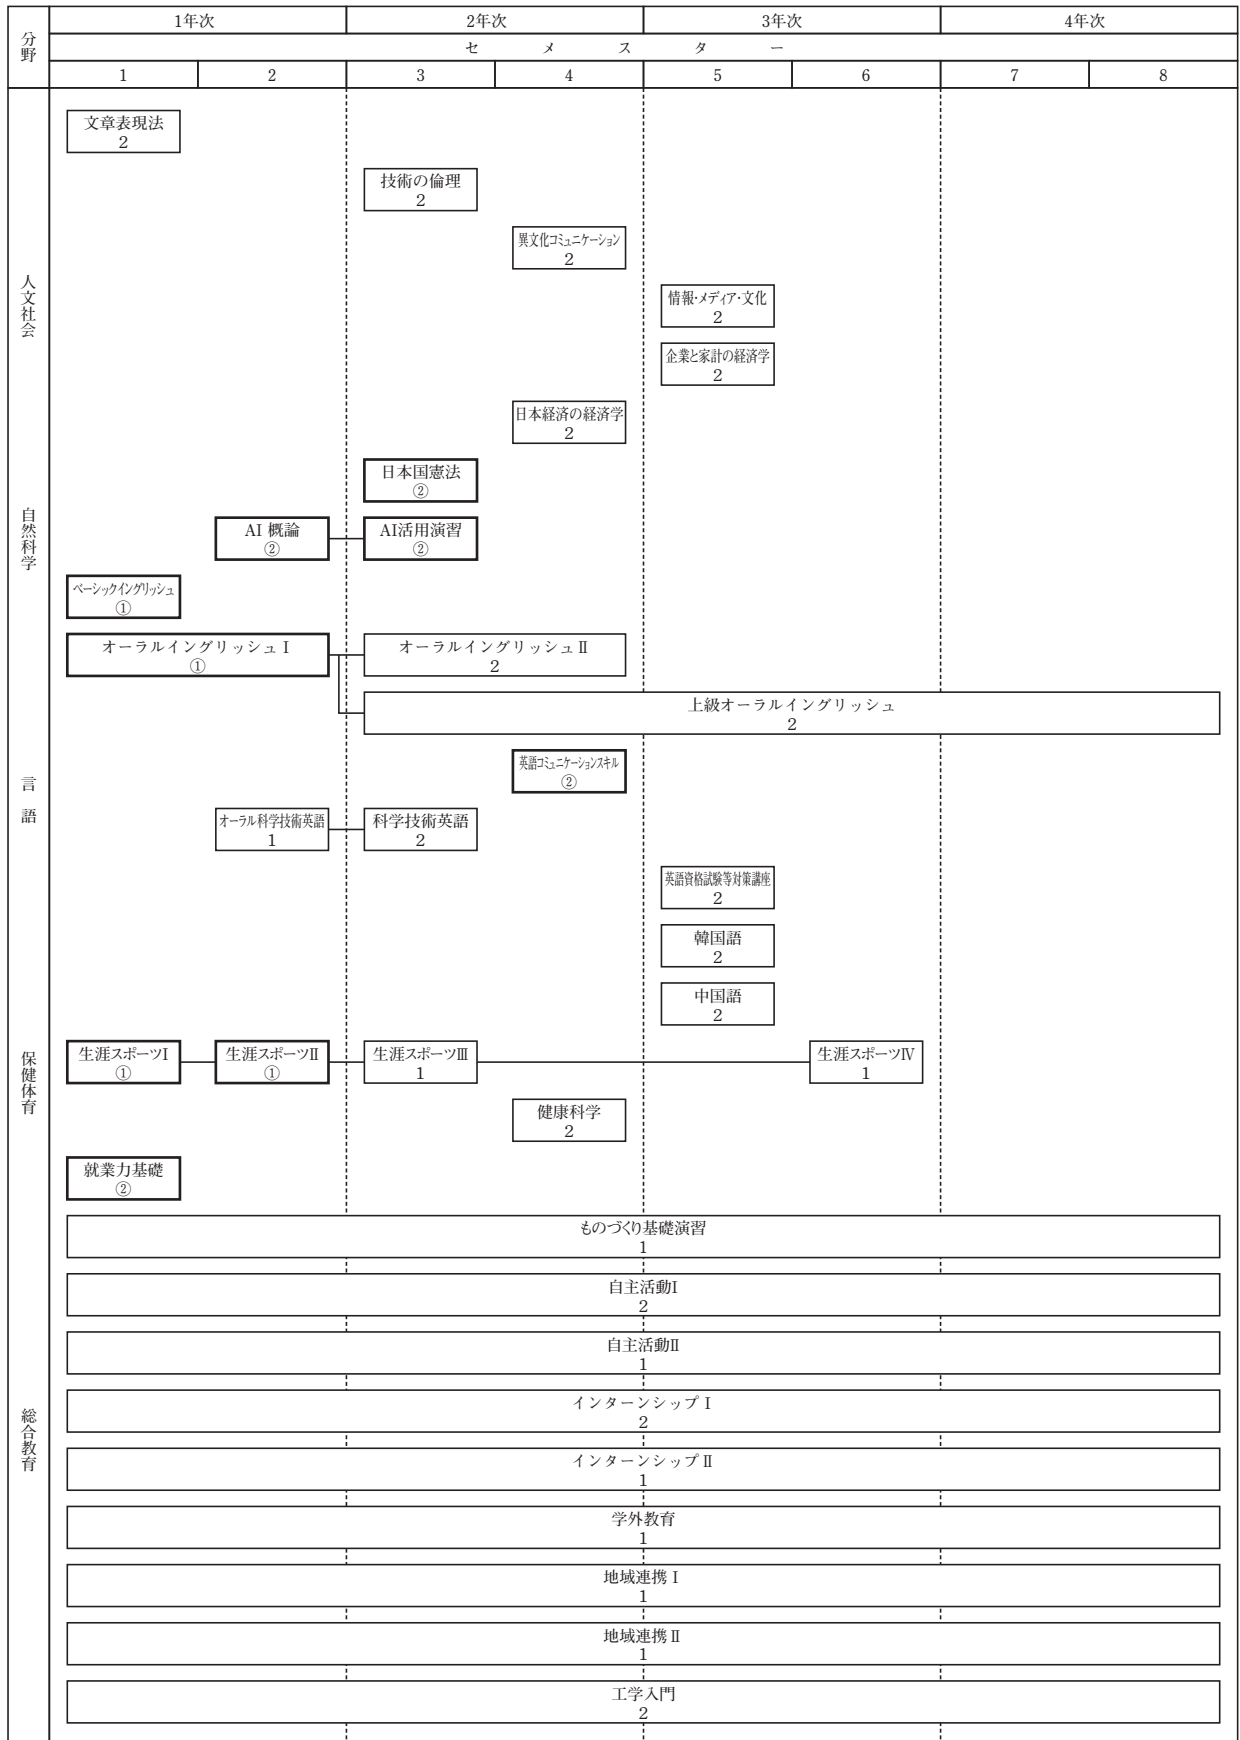 分野
1年次 2年次 3年次 4年次
セメスター
1 2 3 4 5 6 7 8
人文社会
文章表現法
2
技術の倫理
2
異文化コミュニケーション
2
情報・メディア・文化
2
企業と家計の経済学
2
日本経済の経済学
2
日本国憲法
②
自然科学
AI 概論
②
AI活用演習
②
言語
ベーシックイングリッシュ
①
オーラルイングリッシュⅠ
①
オーラルイングリッシュⅡ
2
上級オーラルイングリッシュ
2
英語コミュニケーションスキル
②
オーラル科学技術英語
1
科学技術英語
2
英語資格試験等対策講座
2
韓国語
2
中国語
2
保健体育
生涯スポーツⅠ
①
生涯スポーツⅡ
①
生涯スポーツⅢ
1
生涯スポーツⅣ
1
健康科学
2
総合教育
就業力基礎
②
ものづくり基礎演習
1
自主活動Ⅰ
2
自主活動Ⅱ
1
インターンシップⅠ
2
インターンシップⅡ
1
学外教育
1
地域連携Ⅰ
1
地域連携Ⅱ
1
工学入門
2